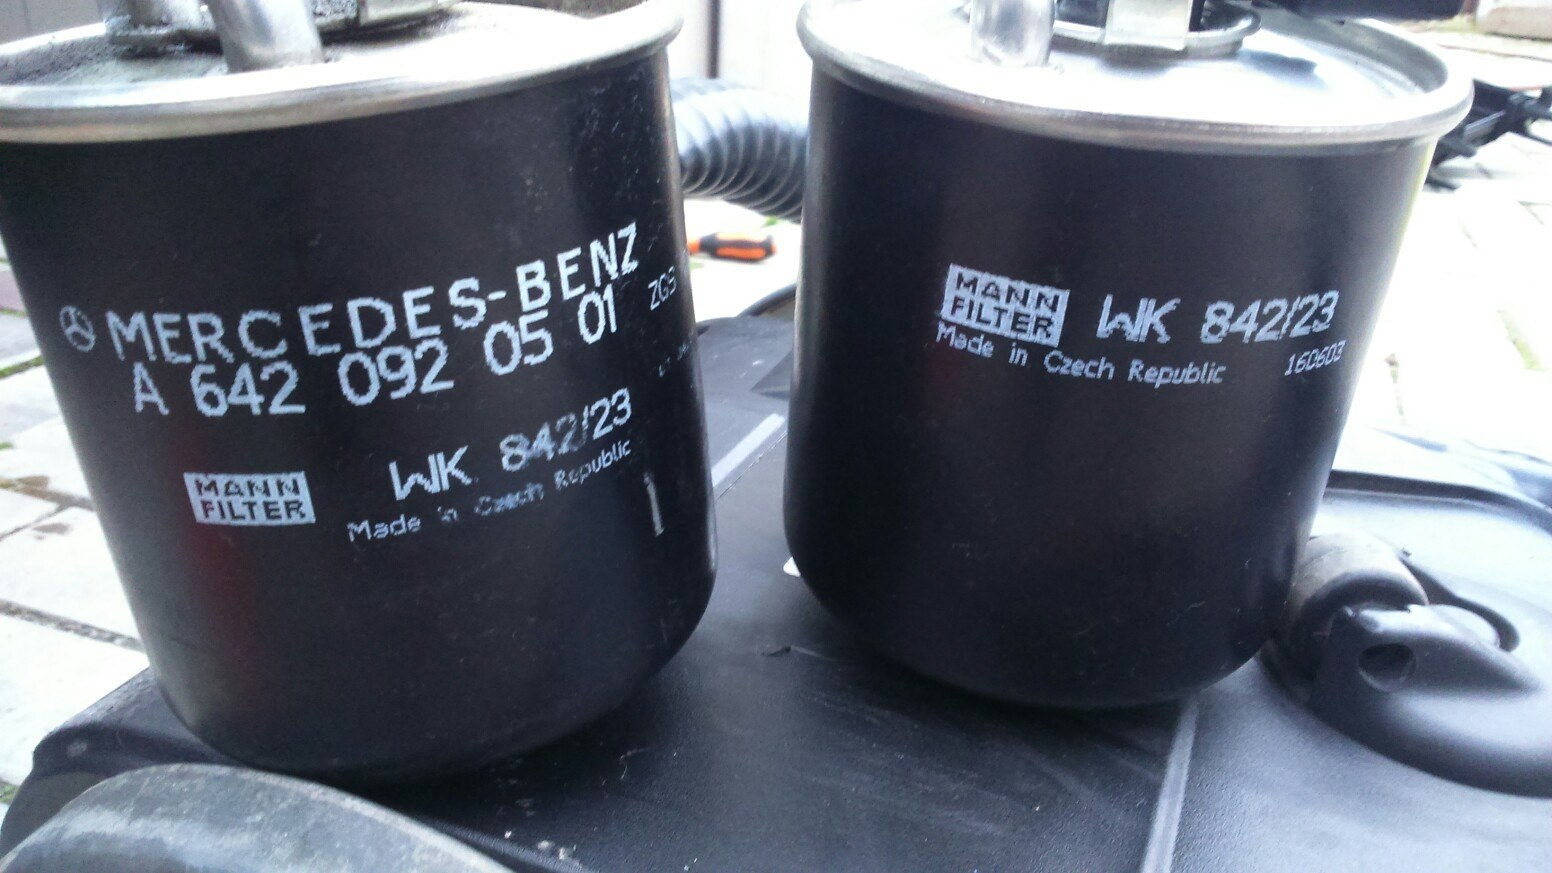 MERCEDES-BENZ
A 642 092 05 01
ZGS
MANN
FILTER
WK 842/23
Made in Czech Republic
MANN
FILTER
WK 842/23
Made in Czech Republic
160603